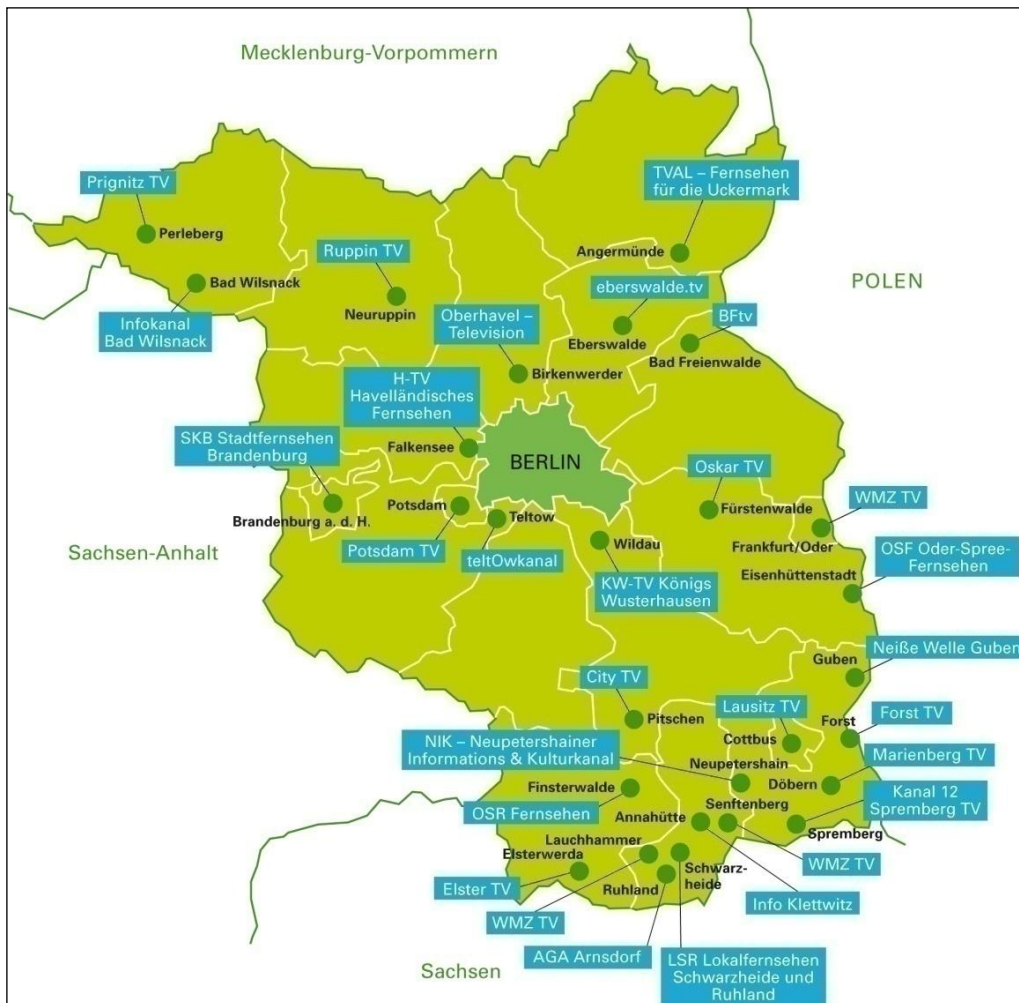 Mecklenburg-Vorpommern
Prignitz TV
Perleberg
TVAL – Fernsehen
für die Uckermark
Angermünde
Ruppin TV
Neuruppin
Bad Wilsnack
Infokanal
Bad Wilsnack
eberswalde.tv
Eberswalde
POLEN
BFtv
Bad Freienwalde
Oberhavel –
Television
Birkenwerder
H-TV
Havelländisches
Fernsehen
Falkensee
SKB Stadtfernsehen
Brandenburg
Brandenburg a. d. H.
BERLIN
Potsdam
Potsdam TV
Teltow
teltOwkanal
Oskar TV
Fürstenwalde
WMZ TV
Frankfurt/Oder
Sachsen-Anhalt
Wildau
KW-TV Königs
Wusterhausen
OSF Oder-Spree-
Fernsehen
Eisenhüttenstadt
Guben
Neiße Welle Guben
City TV
Pitschen
Lausitz TV
Cottbus
Forst
Forst TV
NIK – Neupetershainer
Informations & Kulturkanal
Neupetershain
Döbern
Marienberg TV
Finsterwalde
OSR Fernsehen
Annahütte
Senftenberg
Kanal 12
Spremberg TV
Spremberg
Lauchhammer
Elsterwerda
Elster TV
WMZ TV
Ruhland
Schwarz-
heide
WMZ TV
Info Klettwitz
AGA Arnsdorf
LSR Lokalfernsehen
Schwarzheide und
Ruhland
Sachsen